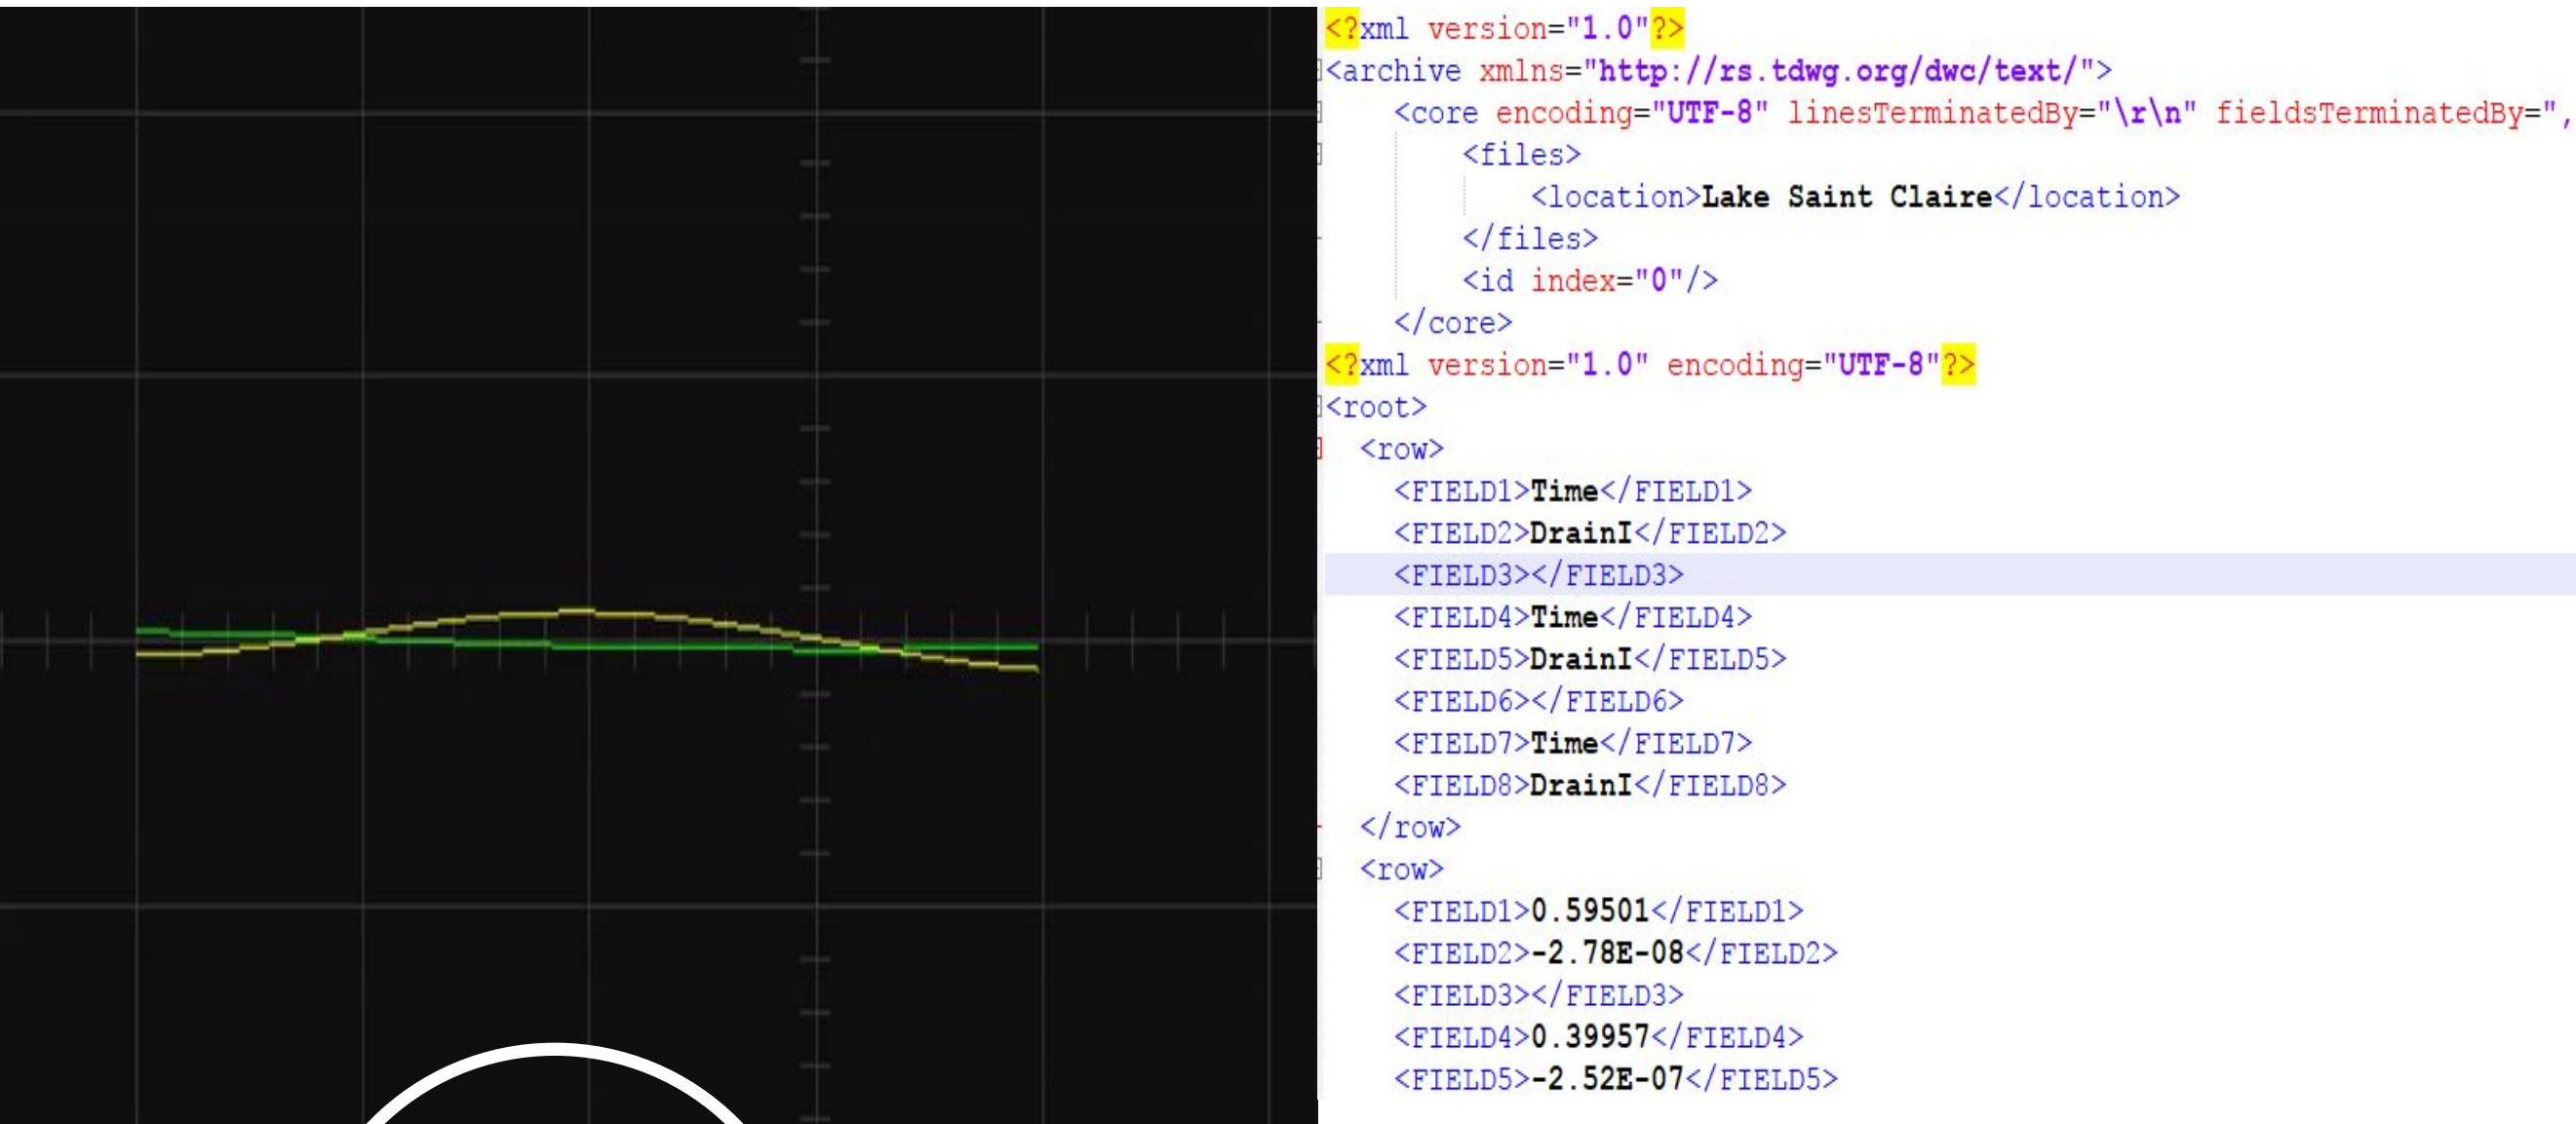 <?xml version="1.0"?>
<archive xmlns="http://rs.tdwg.org/dwc/text/">
<core encoding="UTF-8" linesTerminatedBy="\r\n" fieldsTerminatedBy=",
<files>
<location>Lake Saint Claire</location>
</files>
<id index="0"/>
</core>
<?xml version="1.0" encoding="UTF-8"?>
<root>
<row>
<FIELD1>Time</FIELD1>
<FIELD2>DrainI</FIELD2>
<FIELD3></FIELD3>
<FIELD4>Time</FIELD4>
<FIELD5>DrainI</FIELD5>
<FIELD6></FIELD6>
<FIELD7>Time</FIELD7>
<FIELD8>DrainI</FIELD8>
</row>
<row>
<FIELD1>0.59501</FIELD1>
<FIELD2>-2.78E-08</FIELD2>
<FIELD3></FIELD3>
<FIELD4>0.39957</FIELD4>
<FIELD5>-2.52E-07</FIELD5>